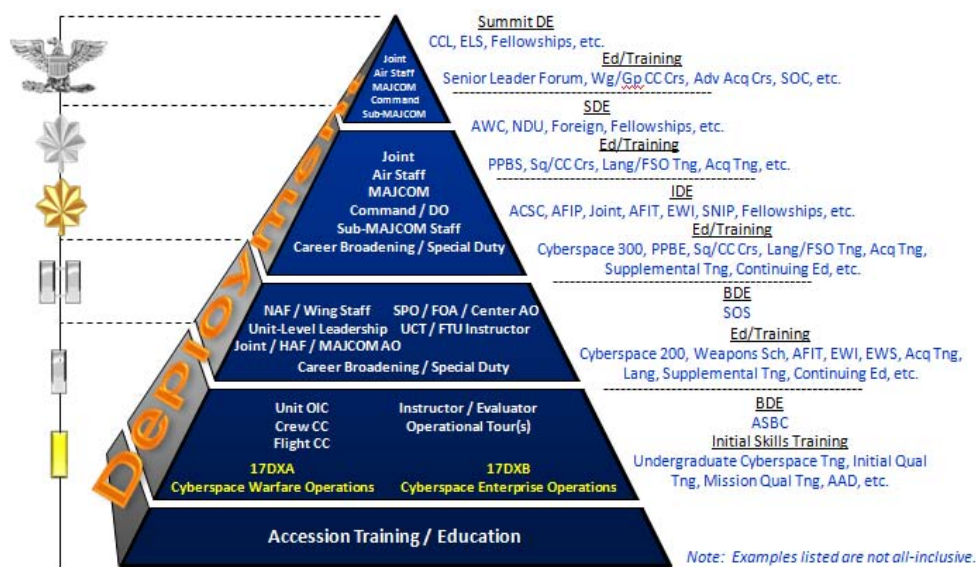 Summit DE
CCL, ELS, Fellowships, etc.
Ed/Training
Senior Leader Forum, Wg/Gp CC Crs, Adv Acq Crs, SOC, etc.
SDE
AWC, NDU, Foreign, Fellowships, etc.
Ed/Training
PPBS, Sq/CC Crs, Lang/FSO Tng, Acq Tng, etc.
IDE
ACSC, AFIP, Joint, AFIT, EWI, SNIP, Fellowships, etc.
Ed/Training
Cyberspace 300, PPBE, Sq/CC Crs, Lang/FSO Tng, Acq Tng,
Supplemental Tng, Continuing Ed, etc.
BDE
SOS
Ed/Training
Cyberspace 200, Weapons Sch, AFIT, EWI, EWS, Acq Tng,
Lang, Supplemental Tng, Continuing Ed, etc.
BDE
ASBC
Initial Skills Training
Undergraduate Cyberspace Tng, Initial Qual
Tng, Mission Qual Tng, AAD, etc.
Joint
Air Staff
MAJCOM
Command
Sub-MAJCOM
Joint
Air Staff
MAJCOM
Command / DO
Sub-MAJCOM Staff
Career Broadening / Special Duty
NAF / Wing Staff SPO / FOA / Center AO
Unit-Level Leadership UCT / FTU Instructor
Joint / HAF / MAJCOM AO
Career Broadening / Special Duty
Unit OIC Instructor / Evaluator
Crew CC Operational Tour(s)
Flight CC
17DXA 17DXB
Cyberspace Warfare Operations Cyberspace Enterprise Operations
Accession Training / Education
Deployment
Note: Examples listed are not all-inclusive.